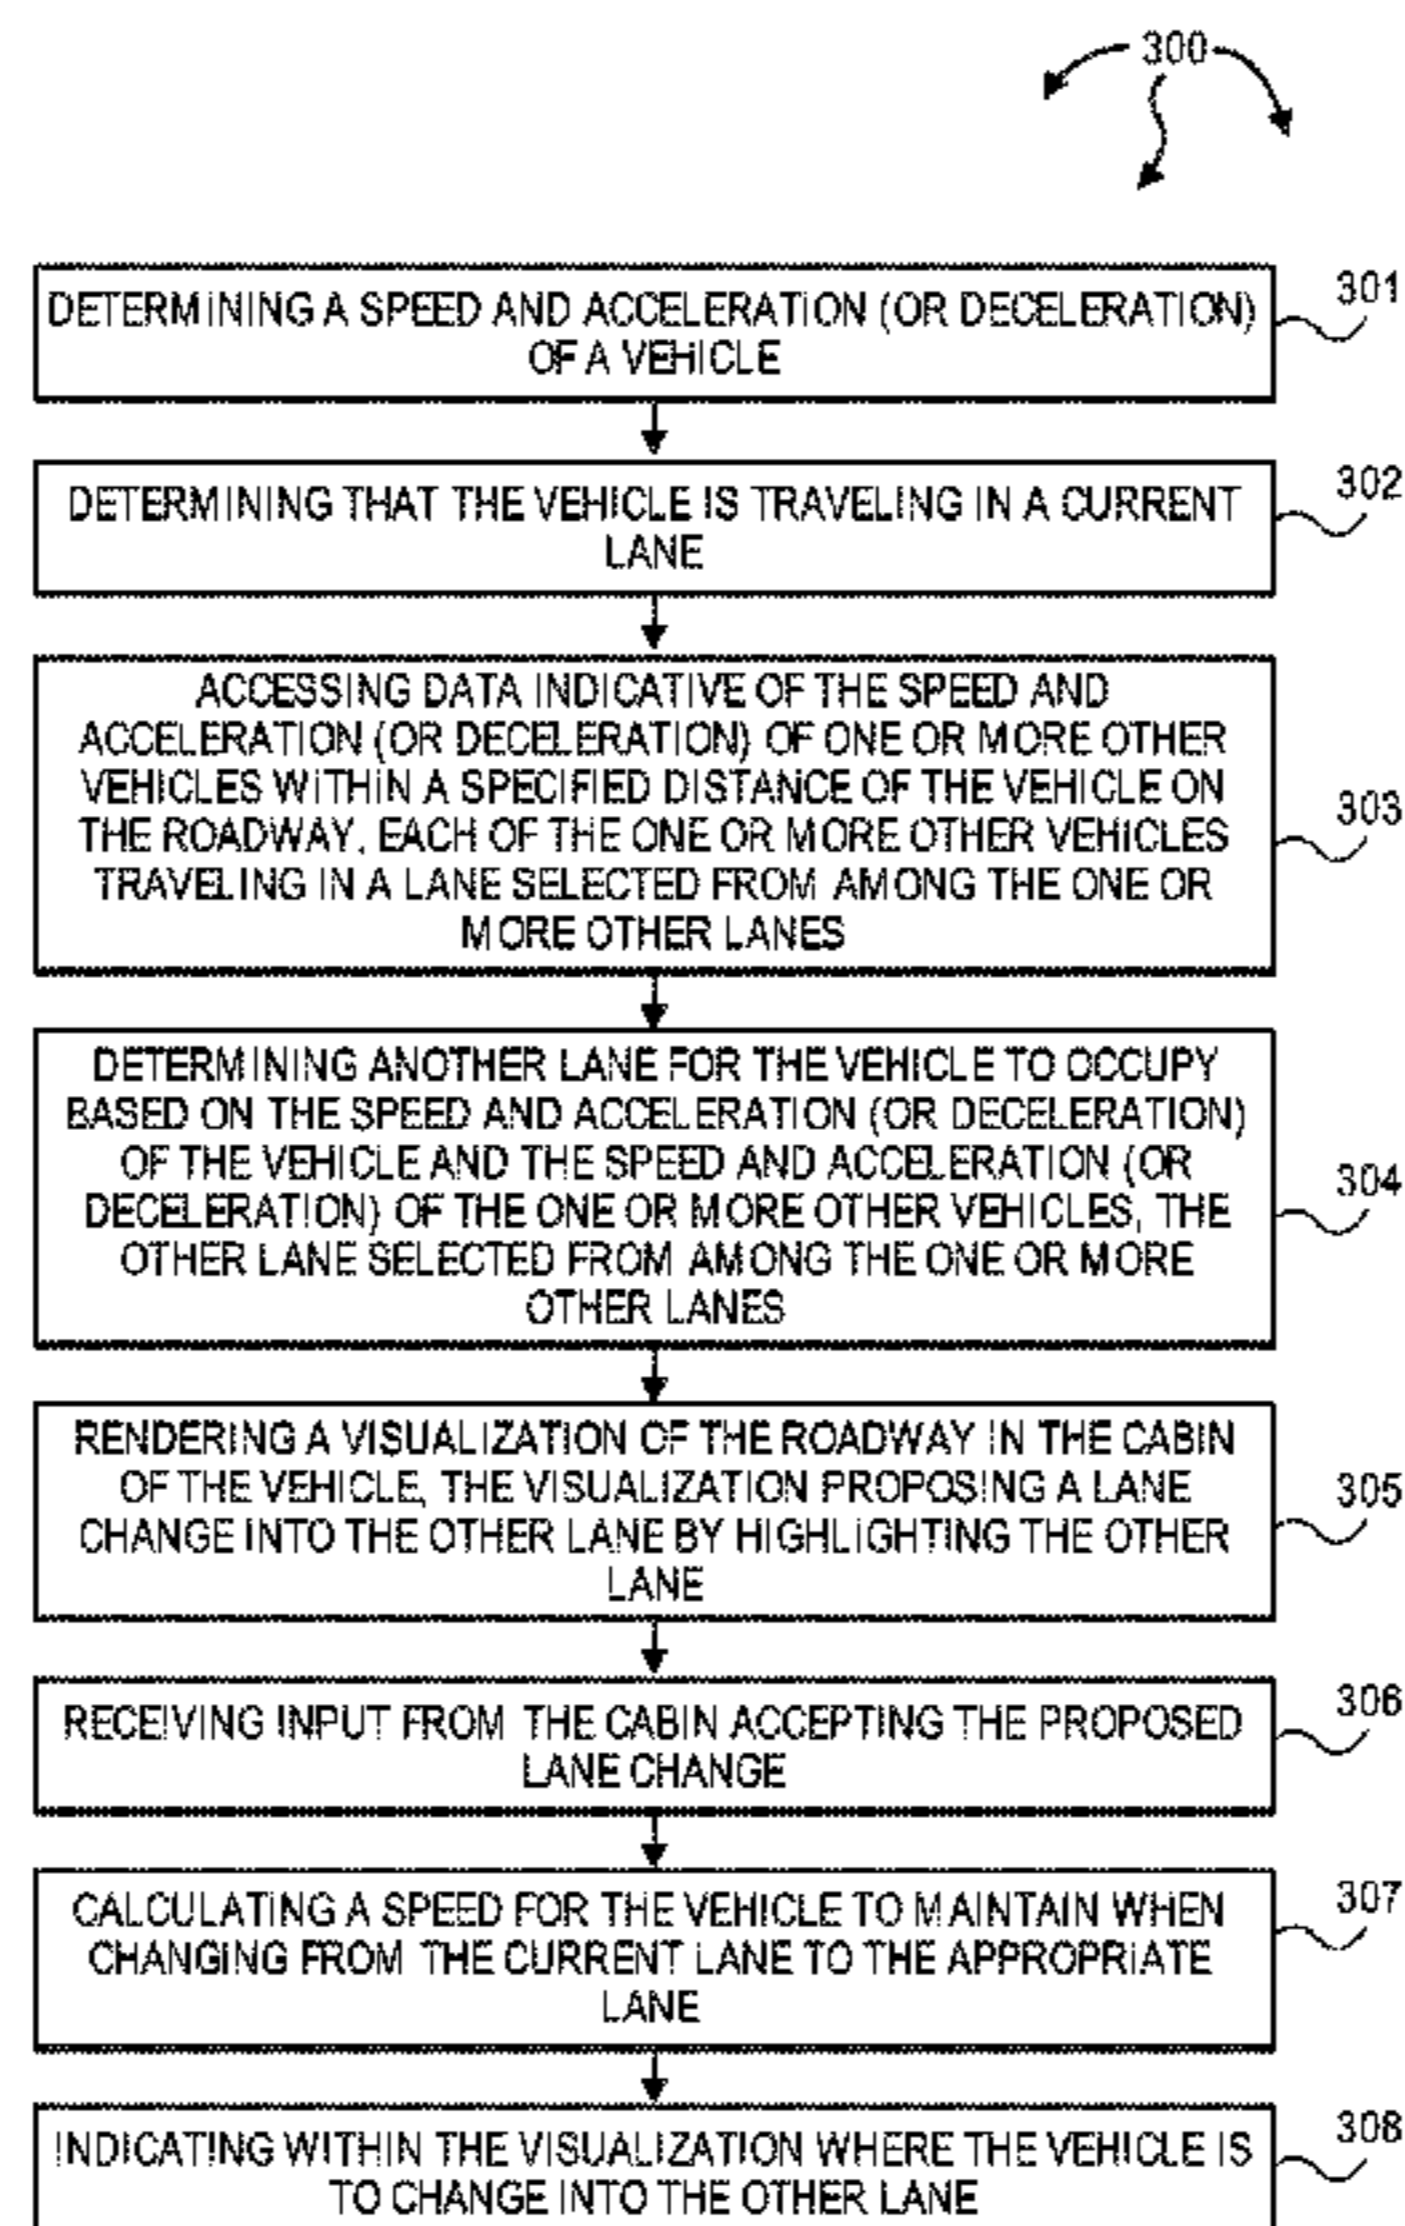 300
DETERMINING A SPEED AND ACCELERATION (OR DECELERATION)
OF A VEHICLE
301
DETERMINING THAT THE VEHICLE IS TRAVELING IN A CURRENT
LANE
302
ACCESSING DATA INDICATIVE OF THE SPEED AND
ACCELERATION (OR DECELERATION) OF ONE OR MORE OTHER
VEHICLES WITHIN A SPECIFIED DISTANCE OF THE VEHICLE ON
THE ROADWAY, EACH OF THE ONE OR MORE OTHER VEHICLES
TRAVELING IN A LANE SELECTED FROM AMONG THE ONE OR
MORE OTHER LANES
303
DETERMINING ANOTHER LANE FOR THE VEHICLE TO OCCUPY
BASED ON THE SPEED AND ACCELERATION (OR DECELERATION)
OF THE VEHICLE AND THE SPEED AND ACCELERATION (OR
DECELERATION) OF THE ONE OR MORE OTHER VEHICLES, THE
OTHER LANE SELECTED FROM AMONG THE ONE OR MORE
OTHER LANES
304
RENDERING A VISUALIZATION OF THE ROADWAY IN THE CABIN
OF THE VEHICLE, THE VISUALIZATION PROPOSING A LANE
CHANGE INTO THE OTHER LANE BY HIGHLIGHTING THE OTHER
LANE
305
RECEIVING INPUT FROM THE CABIN ACCEPTING THE PROPOSED
LANE CHANGE
306
CALCULATING A SPEED FOR THE VEHICLE TO MAINTAIN WHEN
CHANGING FROM THE CURRENT LANE TO THE APPROPRIATE
LANE
307
INDICATING WITHIN THE VISUALIZATION WHERE THE VEHICLE IS
TO CHANGE INTO THE OTHER LANE
308